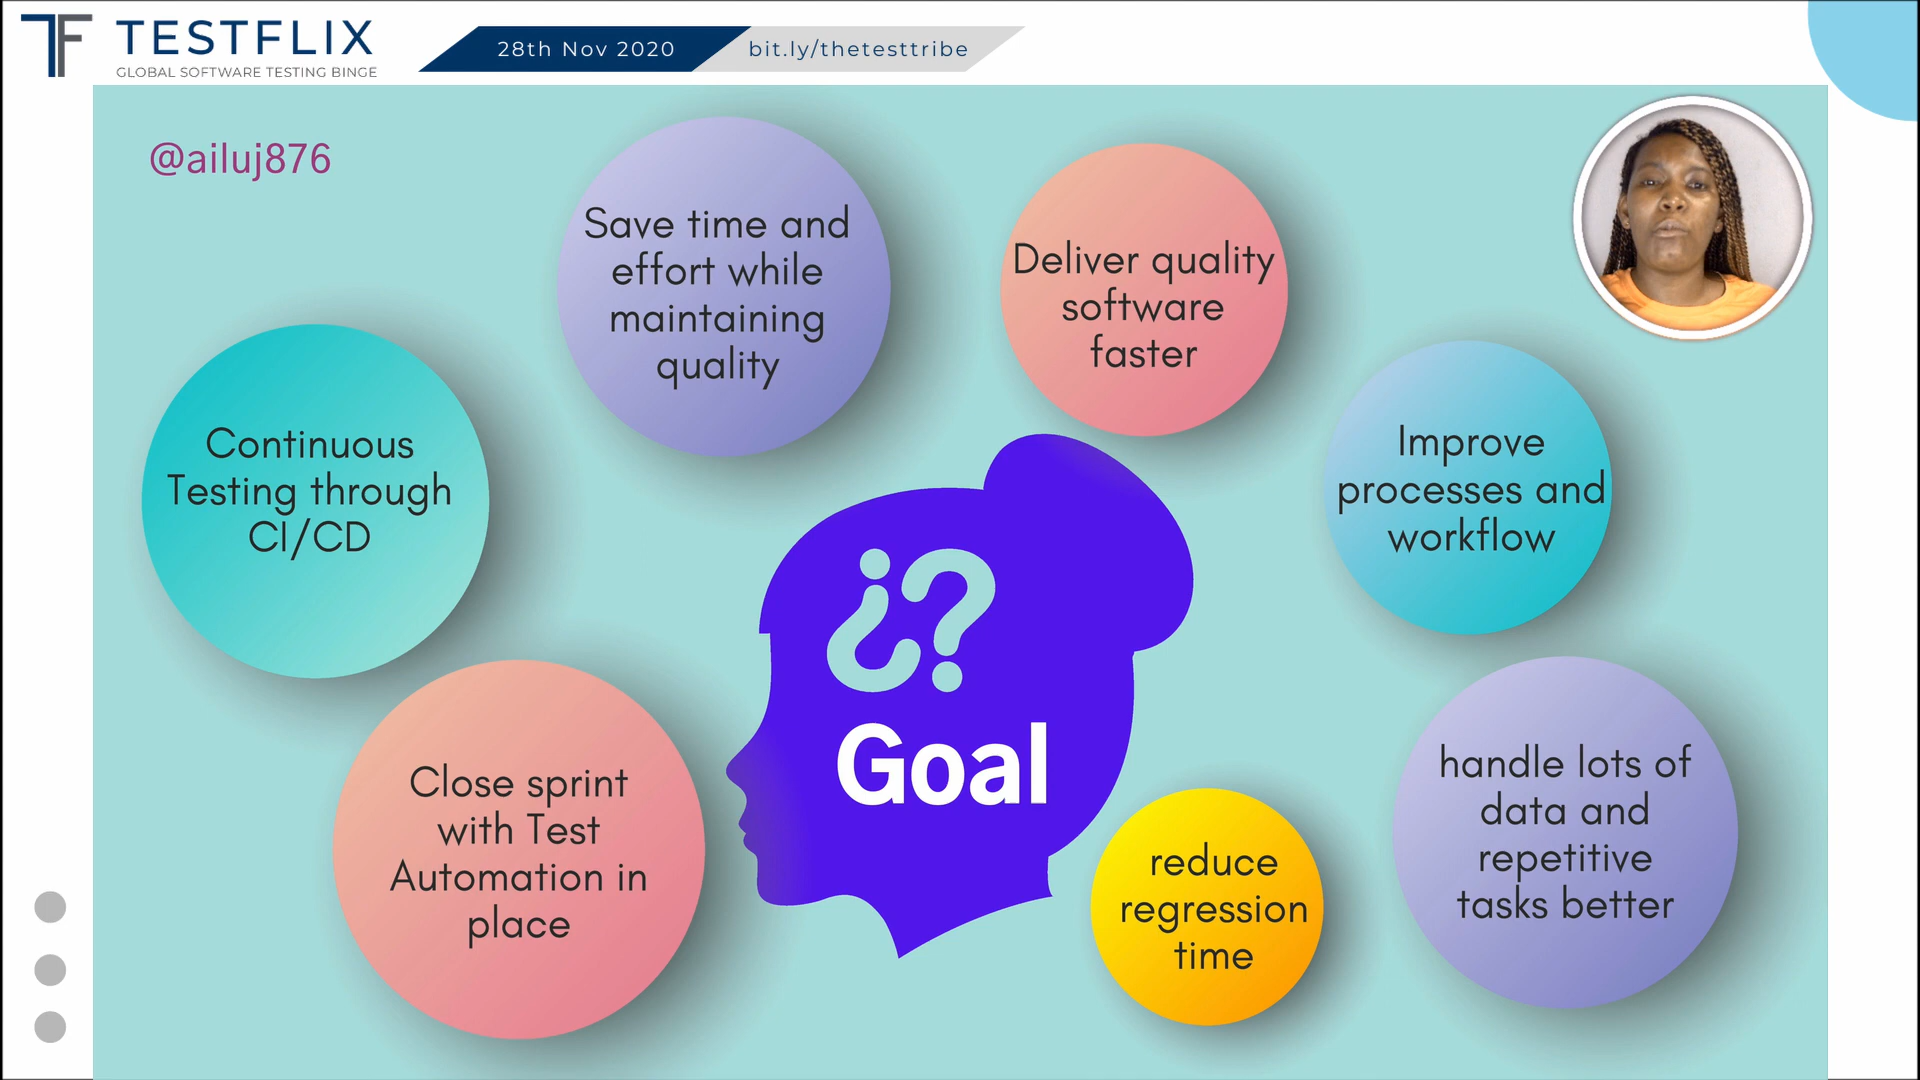 TF TESTFLIX
GLOBAL SOFTWARE TESTING BINGE
28th Nov 2020
bit.ly/thetesttribe
@ailuj876
Save time and
effort while
maintaining
quality
Deliver quality
software
faster
Continuous
Testing through
CI/CD
Improve
processes and
workflow
¿?
Goal
Close sprint
with Test
Automation in
place
reduce
regression
time
handle lots of
data and
repetitive
tasks better